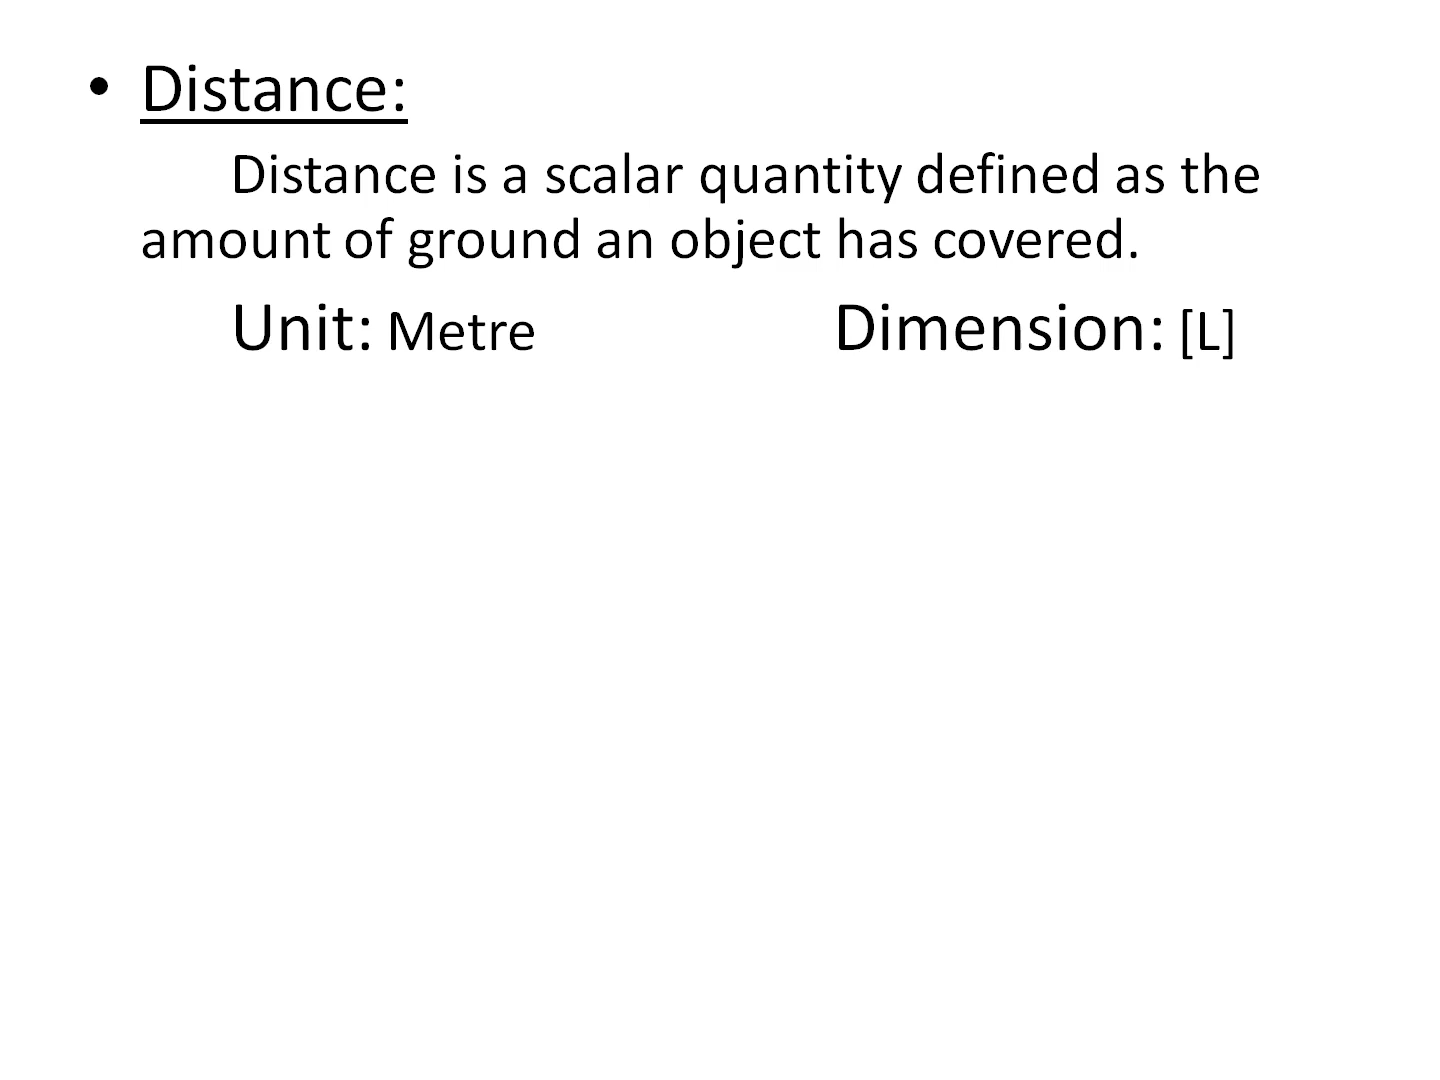 • Distance:
Distance is a scalar quantity defined as the
amount of ground an object has covered.
Unit: Metre Dimension: [L]